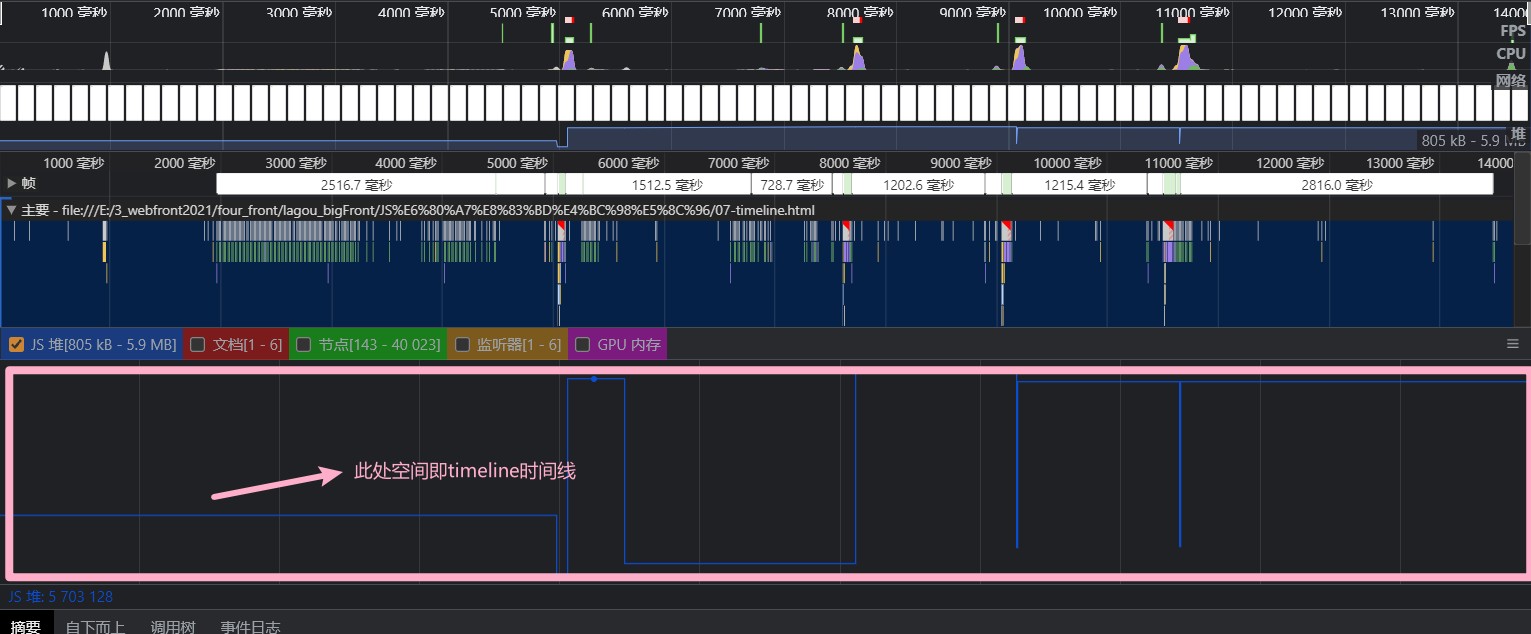 1000 毫秒 2000 毫秒 3000 毫秒 4000 毫秒 5000 毫秒 6000 毫秒 7000 毫秒 8000 毫秒 9000 毫秒 10000 毫秒 11000 毫秒 12000 毫秒 13000 毫秒 1400
FPS
CPU
网络
堆
805 kB – 5.9 MB
1000 毫秒 2000 毫秒 3000 毫秒 4000 毫秒 5000 毫秒 6000 毫秒 7000 毫秒 8000 毫秒 9000 毫秒 10000 毫秒 11000 毫秒 12000 毫秒 13000 毫秒 14000
帧 2516.7 毫秒 1512.5 毫秒 728.7 毫秒 1202.6 毫秒 1215.4 毫秒 2816.0 毫秒
主要 – file:///E:/3_webfront2021/four_front/lagou_bigFront/JS%E6%80%A7%E8%83%BD%E4%BC%98%E5%8C%96/07-timeline.html
JS 堆[805 kB – 5.9 MB] 文档[1 – 6] 节点[143 – 40 023] 监听器[1 – 6] GPU 内存
此处空间即timeline时间线
JS 堆: 5 703 128
摘要 自下而上 调用树 事件日志